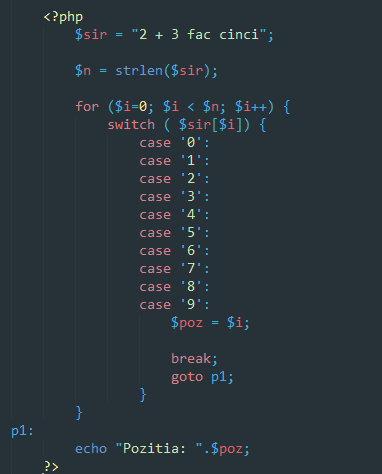 <?php
$sir = "2 + 3 fac cinci";
$n = strlen($sir);
for ($i=0; $i < $n; $i++) {
switch ( $sir[$i]) {
case '0':
case '1':
case '2':
case '3':
case '4':
case '5':
case '6':
case '7':
case '8':
case '9':
$poz = $i;
break;
goto p1;
}
}
p1:
echo "Pozitia: ".$poz;
?>